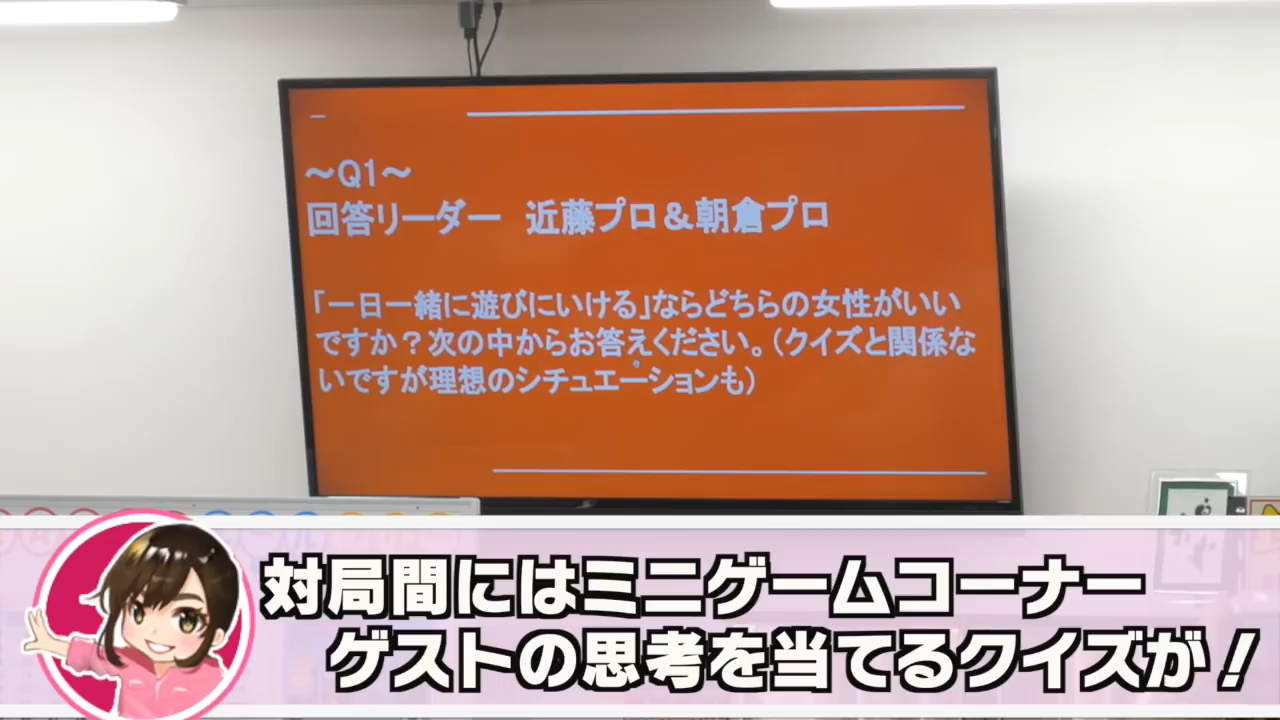 ～Q1～
回答リーダー 近藤プロ＆朝倉プロ
「一日一緒に遊びにいける」ならどちらの女性がいい
ですか？次の中からお答えください。（クイズと関係な
いですが理想のシチュエーションも）
対局間にはミニゲームコーナー
ゲストの思考を当てるクイズが！